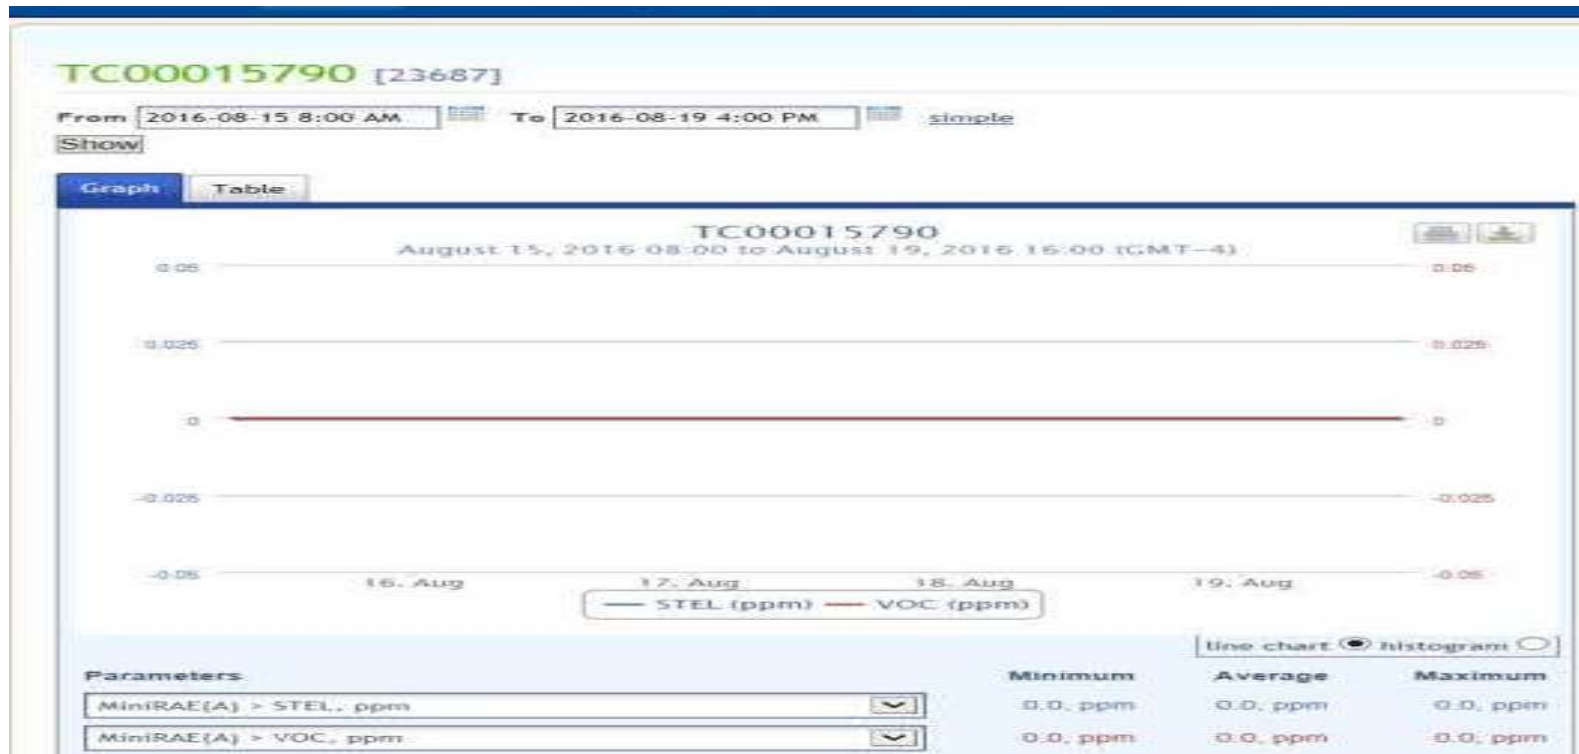 TC00015790 [23687]
From 2016-08-15 8:00 AM To 2016-08-19 4:00 PM simple
Show
Graph Table
TC00015790
August 15, 2016 08:00 to August 19, 2016 16:00 (GMT-4)
0.05 0.05
0.025 0.025
0 0
-0.025 -0.025
-0.05 -0.05
16. Aug 17. Aug 18. Aug 19. Aug
STEL (ppm) VOC (ppm)
line chart histogram
Parameters Minimum Average Maximum
MiniRAE(A) > STEL, ppm 0.0, ppm 0.0, ppm 0.0, ppm
MiniRAE(A) > VOC, ppm 0.0, ppm 0.0, ppm 0.0, ppm